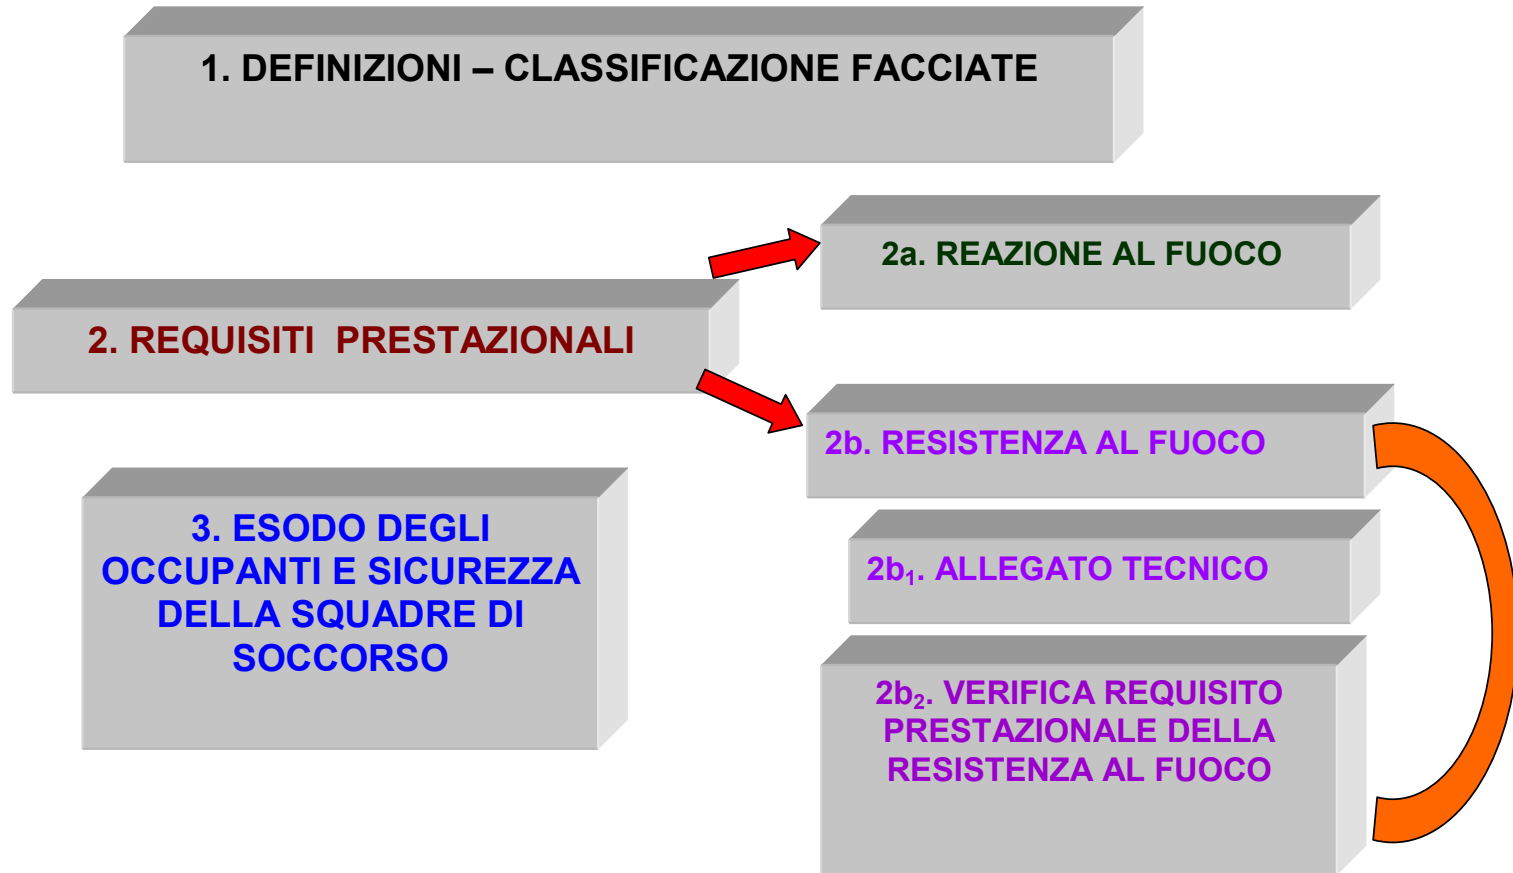 1. DEFINIZIONI – CLASSIFICAZIONE FACCIATE
2a. REAZIONE AL FUOCO
2. REQUISITI PRESTAZIONALI
2b. RESISTENZA AL FUOCO
3. ESODO DEGLI
OCCUPANTI E SICUREZZA
DELLA SQUADRE DI
SOCCORSO
2b₁. ALLEGATO TECNICO
2b₂. VERIFICA REQUISITO
PRESTAZIONALE DELLA
RESISTENZA AL FUOCO